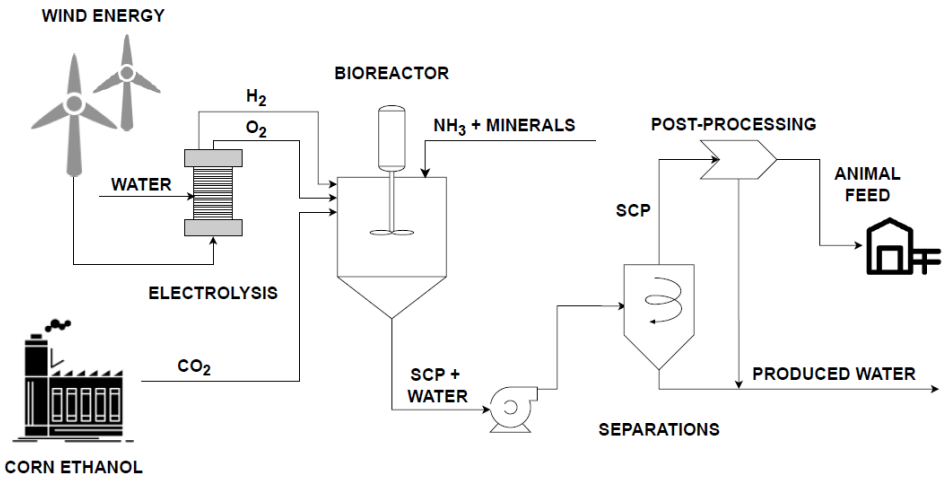 WIND ENERGY
BIOREACTOR
H2
O2
NH3 + MINERALS
POST-PROCESSING
WATER
ANIMAL
FEED
SCP
ELECTROLYSIS
CO2
SCP +
WATER
PRODUCED WATER
SEPARATIONS
CORN ETHANOL